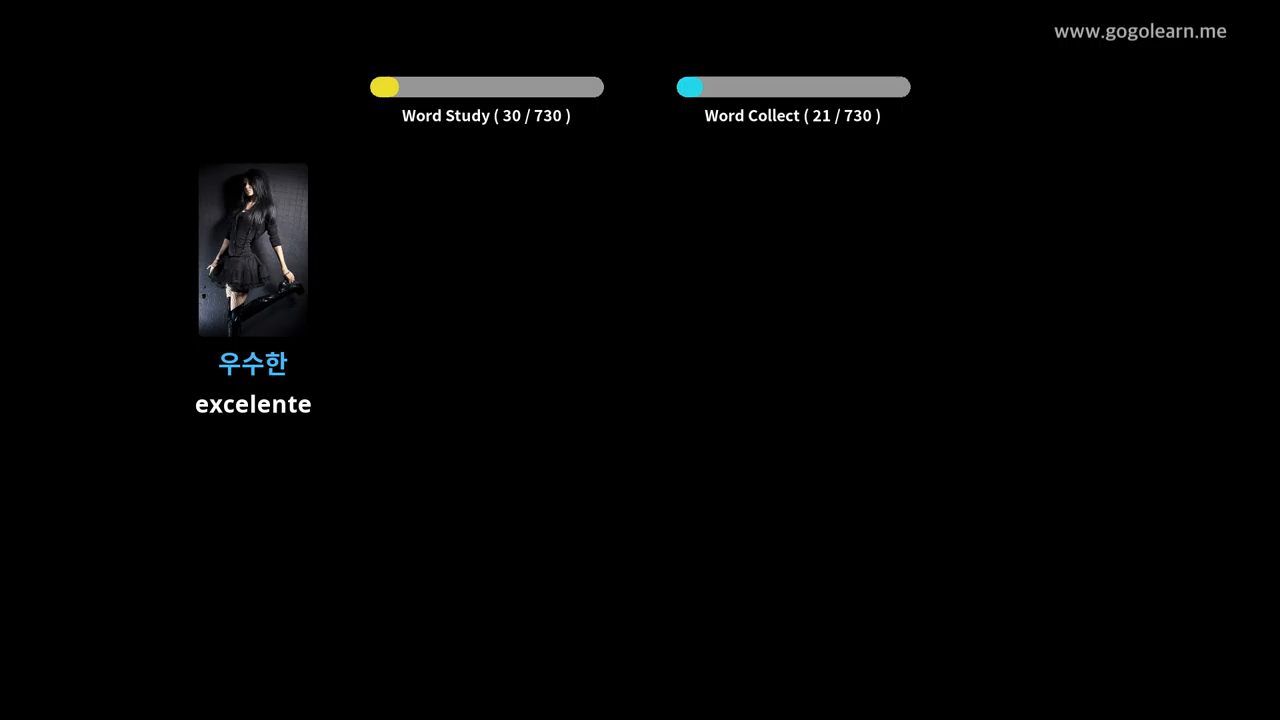 www.gogolearn.me
Word Study ( 30 / 730 )
Word Collect ( 21 / 730 )
우수한
excelente